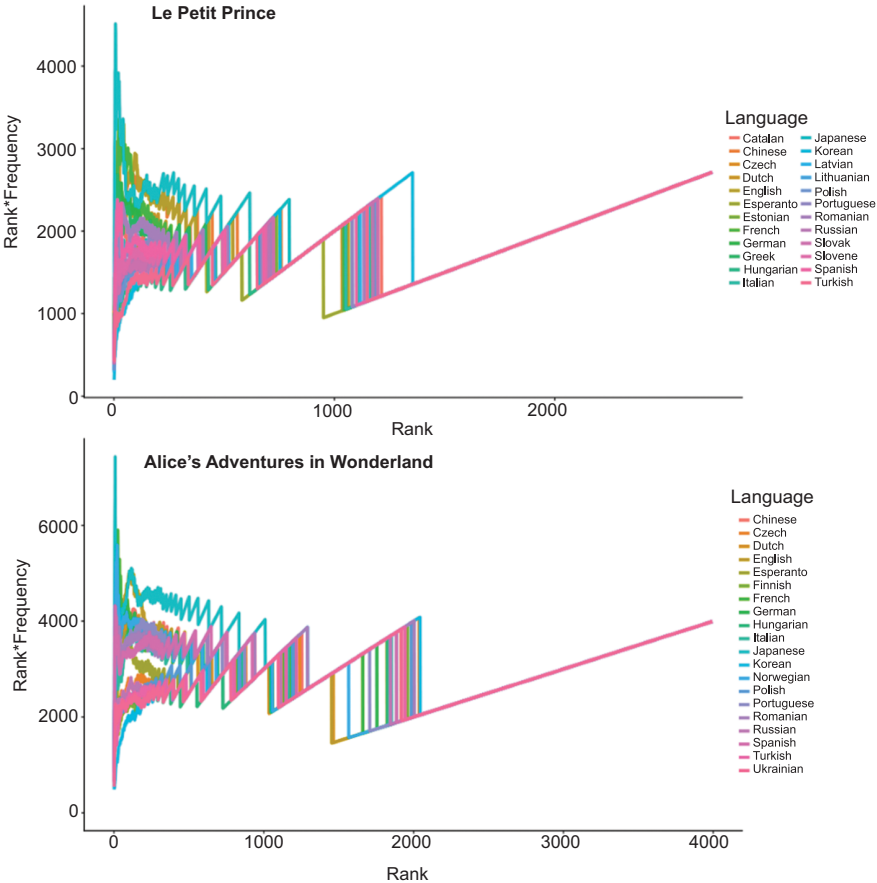 Le Petit Prince
4000
3000
2000
1000
0
Rank*Frequency
0 1000 2000
Rank
Language
Catalan Japanese
Chinese Korean
Czech Latvian
Dutch Lithuanian
English Polish
Esperanto Portuguese
Estonian Romanian
French Russian
German Slovak
Greek Slovene
Hungarian Spanish
Italian Turkish
Alice's Adventures in Wonderland
6000
4000
2000
0
Rank*Frequency
0 1000 2000 3000 4000
Rank
Language
Chinese
Czech
Dutch
English
Esperanto
Finnish
French
German
Hungarian
Italian
Japanese
Korean
Norwegian
Polish
Portuguese
Romanian
Russian
Spanish
Turkish
Ukrainian